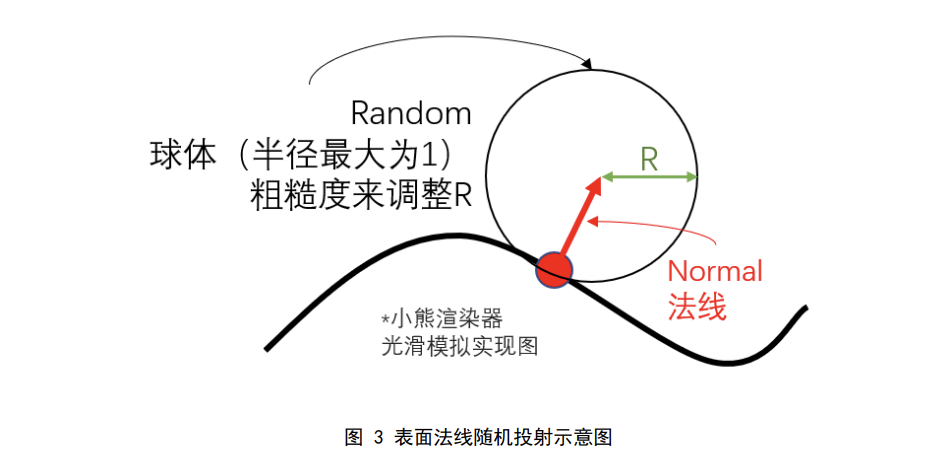 Random
球体（半径最大为1）
粗糙度来调整R
R
Normal
法线
*小熊渲染器
光滑模拟实现图
图 3 表面法线随机投射示意图